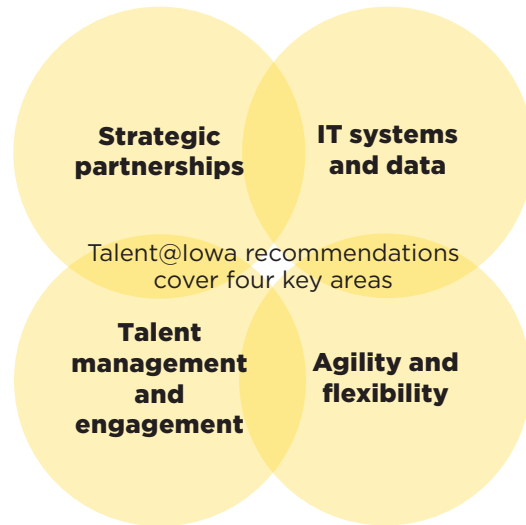 Strategic
partnerships
IT systems
and data
Talent@Iowa recommendations
cover four key areas
Talent
management
and
engagement
Agility and
flexibility